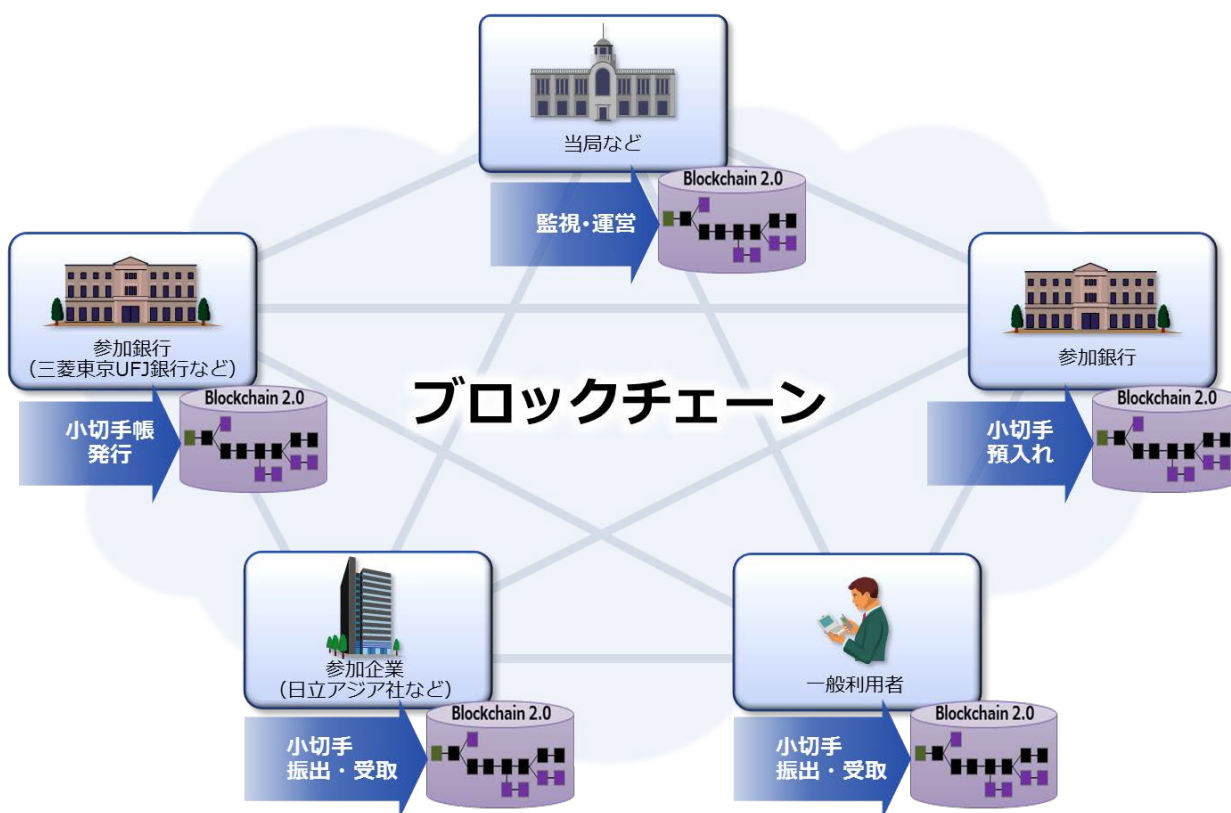 当局など
Blockchain 2.0
監視・運営
参加銀行
(三菱東京UFJ銀行など)
Blockchain 2.0
小切手帳
発行
参加銀行
Blockchain 2.0
小切手
預入れ
ブロックチェーン
参加企業
(日立アジア社など)
Blockchain 2.0
小切手
振出・受取
一般利用者
Blockchain 2.0
小切手
振出・受取